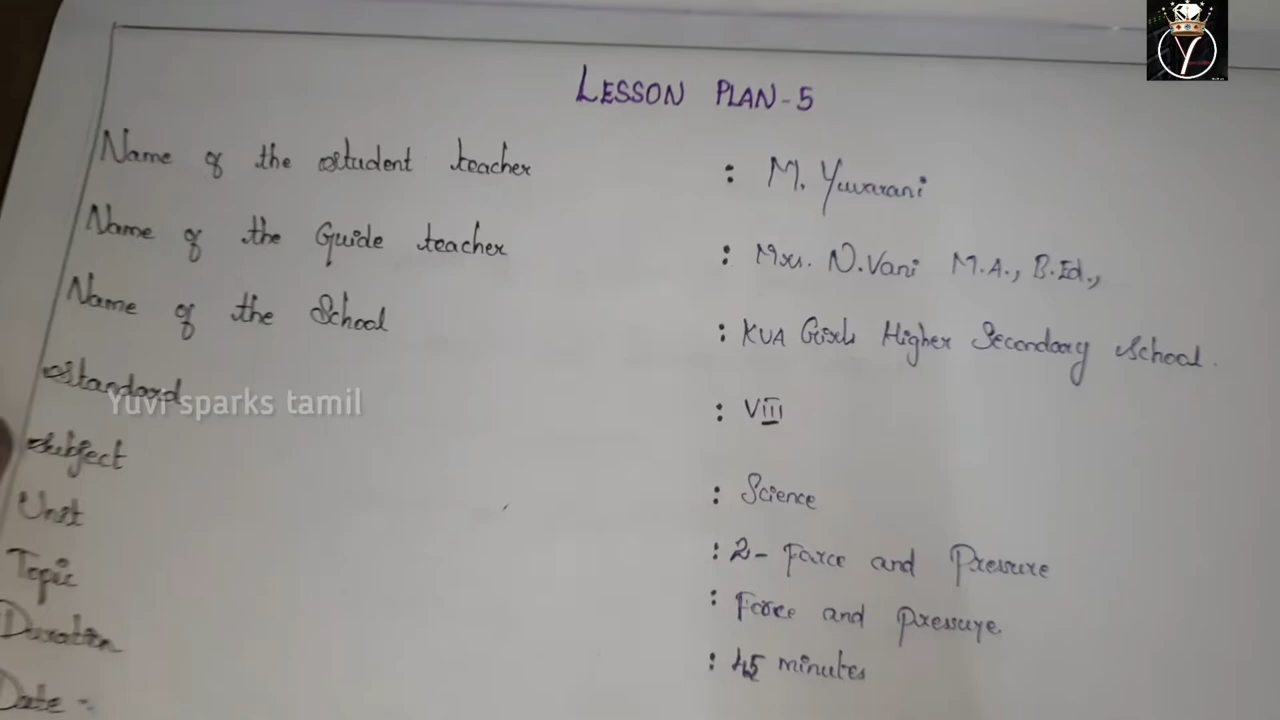 LESSON PLAN-5
Name of the student teacher : M. Yuvarani
Name of the Guide teacher : Mrs. N.Vani M.A., B.Ed.,
Name of the School : KVA Girls Higher Secondary School.
Standard : VIII
Yuvi sparks tamil
Subject : Science
Unit : 2- Force and Pressure
Topic : Force and Pressure.
Duration : 45 minutes
Date :-
Y